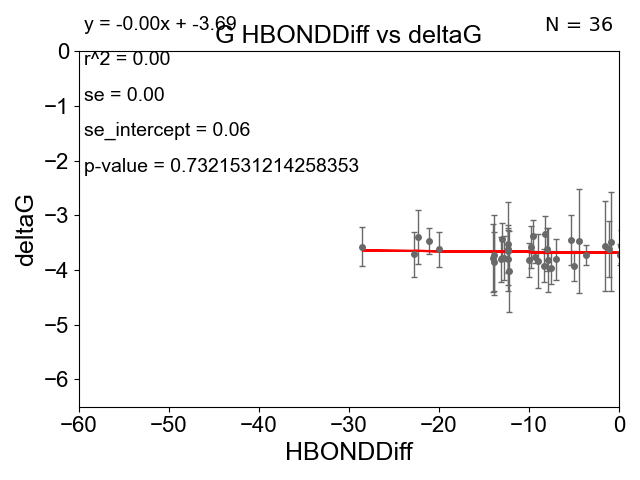 y = -0.00x + -3.69
N = 36
G HBONDDiff vs deltaG
r^2 = 0.00
se = 0.00
se_intercept = 0.06
p-value = 0.7321531214258353
0
−1
−2
−3
−4
−5
−6
deltaG
−60 −50 −40 −30 −20 −10 0
HBONDDiff